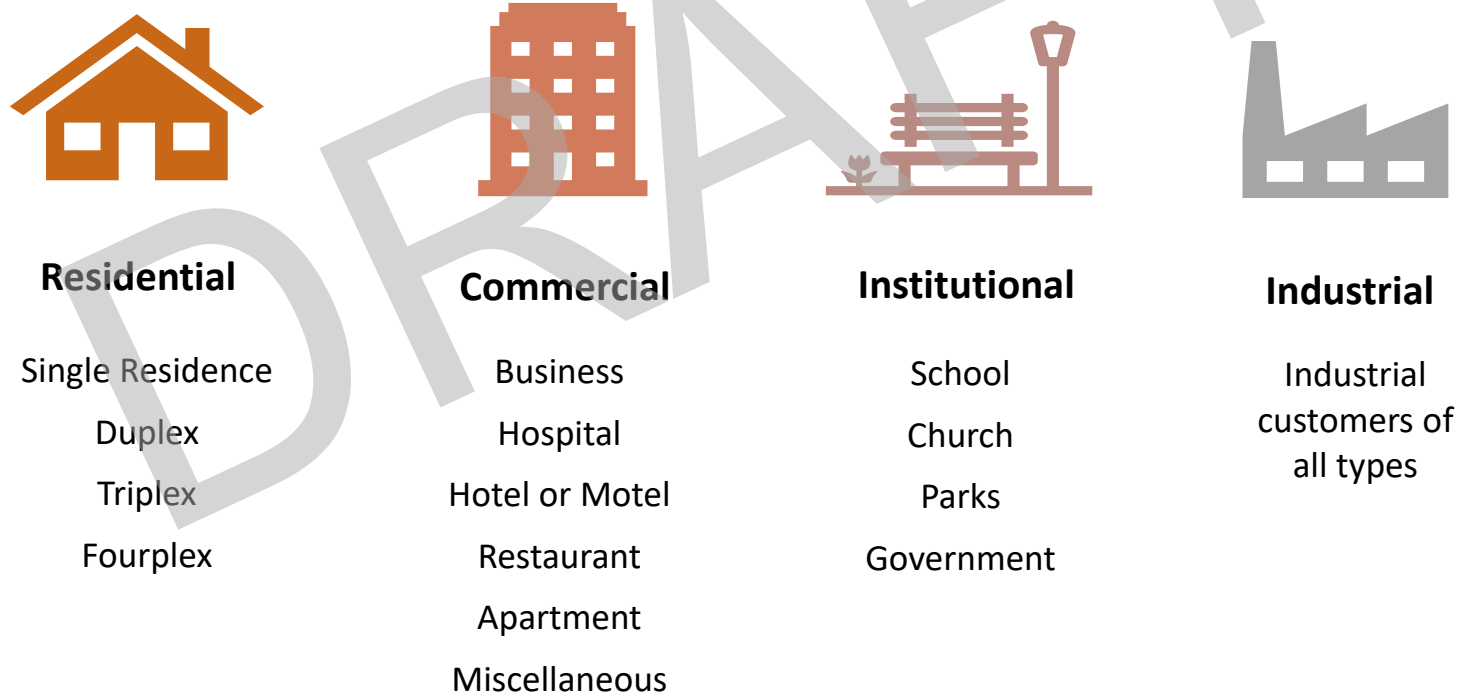 DRAFT
Residential
Single Residence
Duplex
Triplex
Fourplex
Commercial
Business
Hospital
Hotel or Motel
Restaurant
Apartment
Miscellaneous
Institutional
School
Church
Parks
Government
Industrial
Industrial
customers of
all types